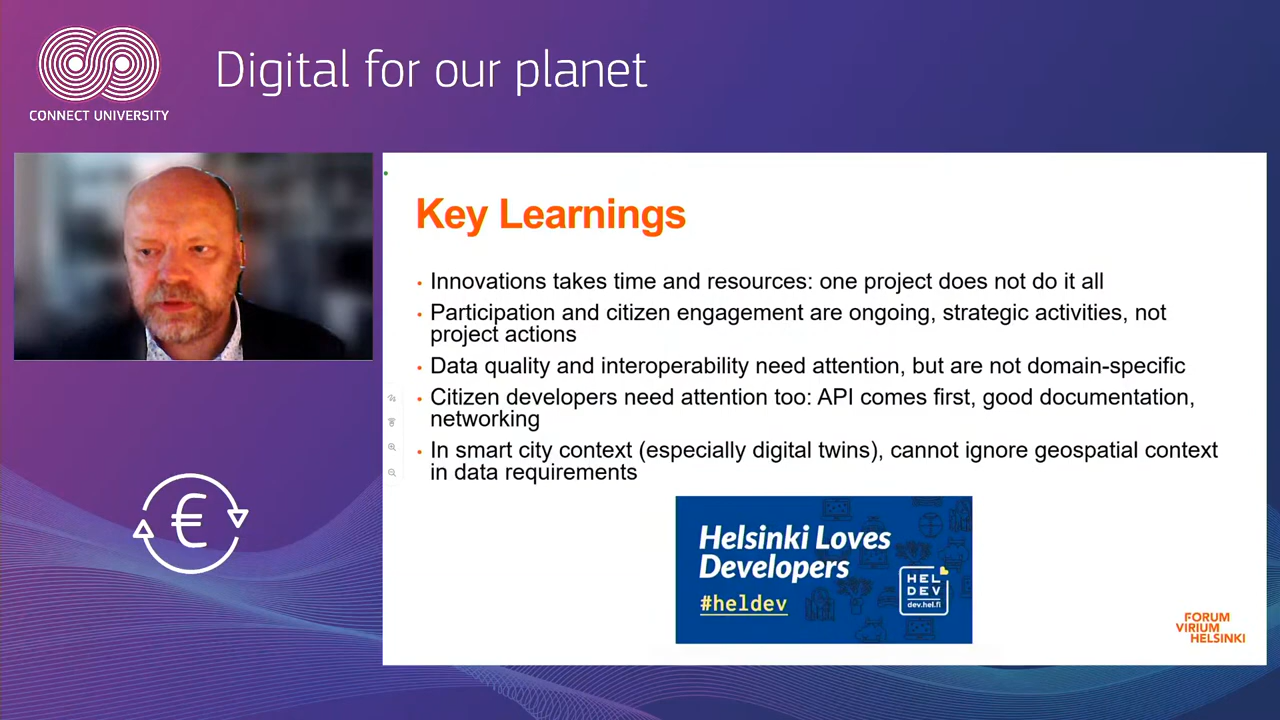 Digital for our planet
CONNECT UNIVERSITY
Key Learnings
• Innovations takes time and resources: one project does not do it all
• Participation and citizen engagement are ongoing, strategic activities, not
project actions
• Data quality and interoperability need attention, but are not domain-specific
• Citizen developers need attention too: API comes first, good documentation,
networking
• In smart city context (especially digital twins), cannot ignore geospatial context
in data requirements
€
Helsinki Loves
Developers
#heldev
HEL
DEV
dev.hel.fi
FORUM
VIRIUM
HELSINKI